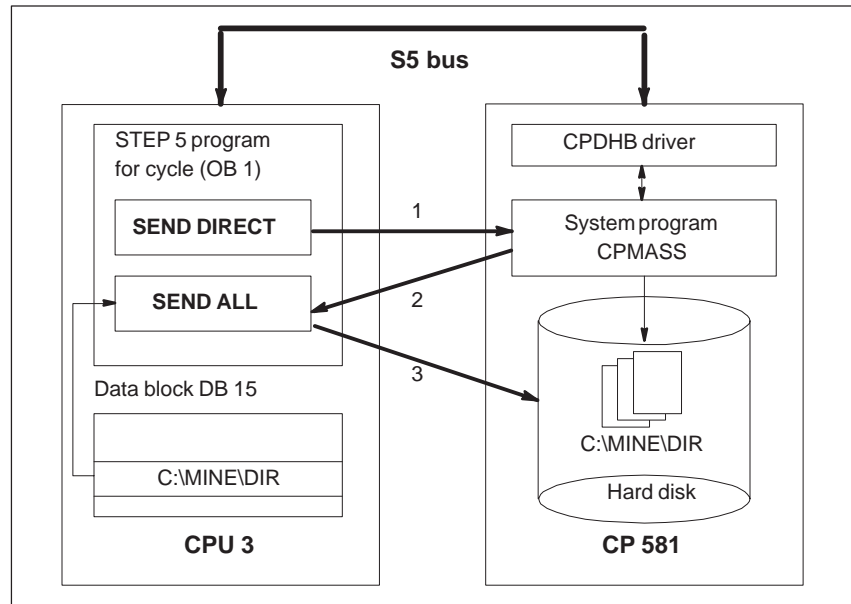 S5 bus
STEP 5 program
for cycle (OB 1)
SEND DIRECT
SEND ALL
Data block DB 15
C:\MINE\DIR
CPU 3
1
2
3
CPDHB driver
System program
CPMASS
C:\MINE\DIR
Hard disk
CP 581